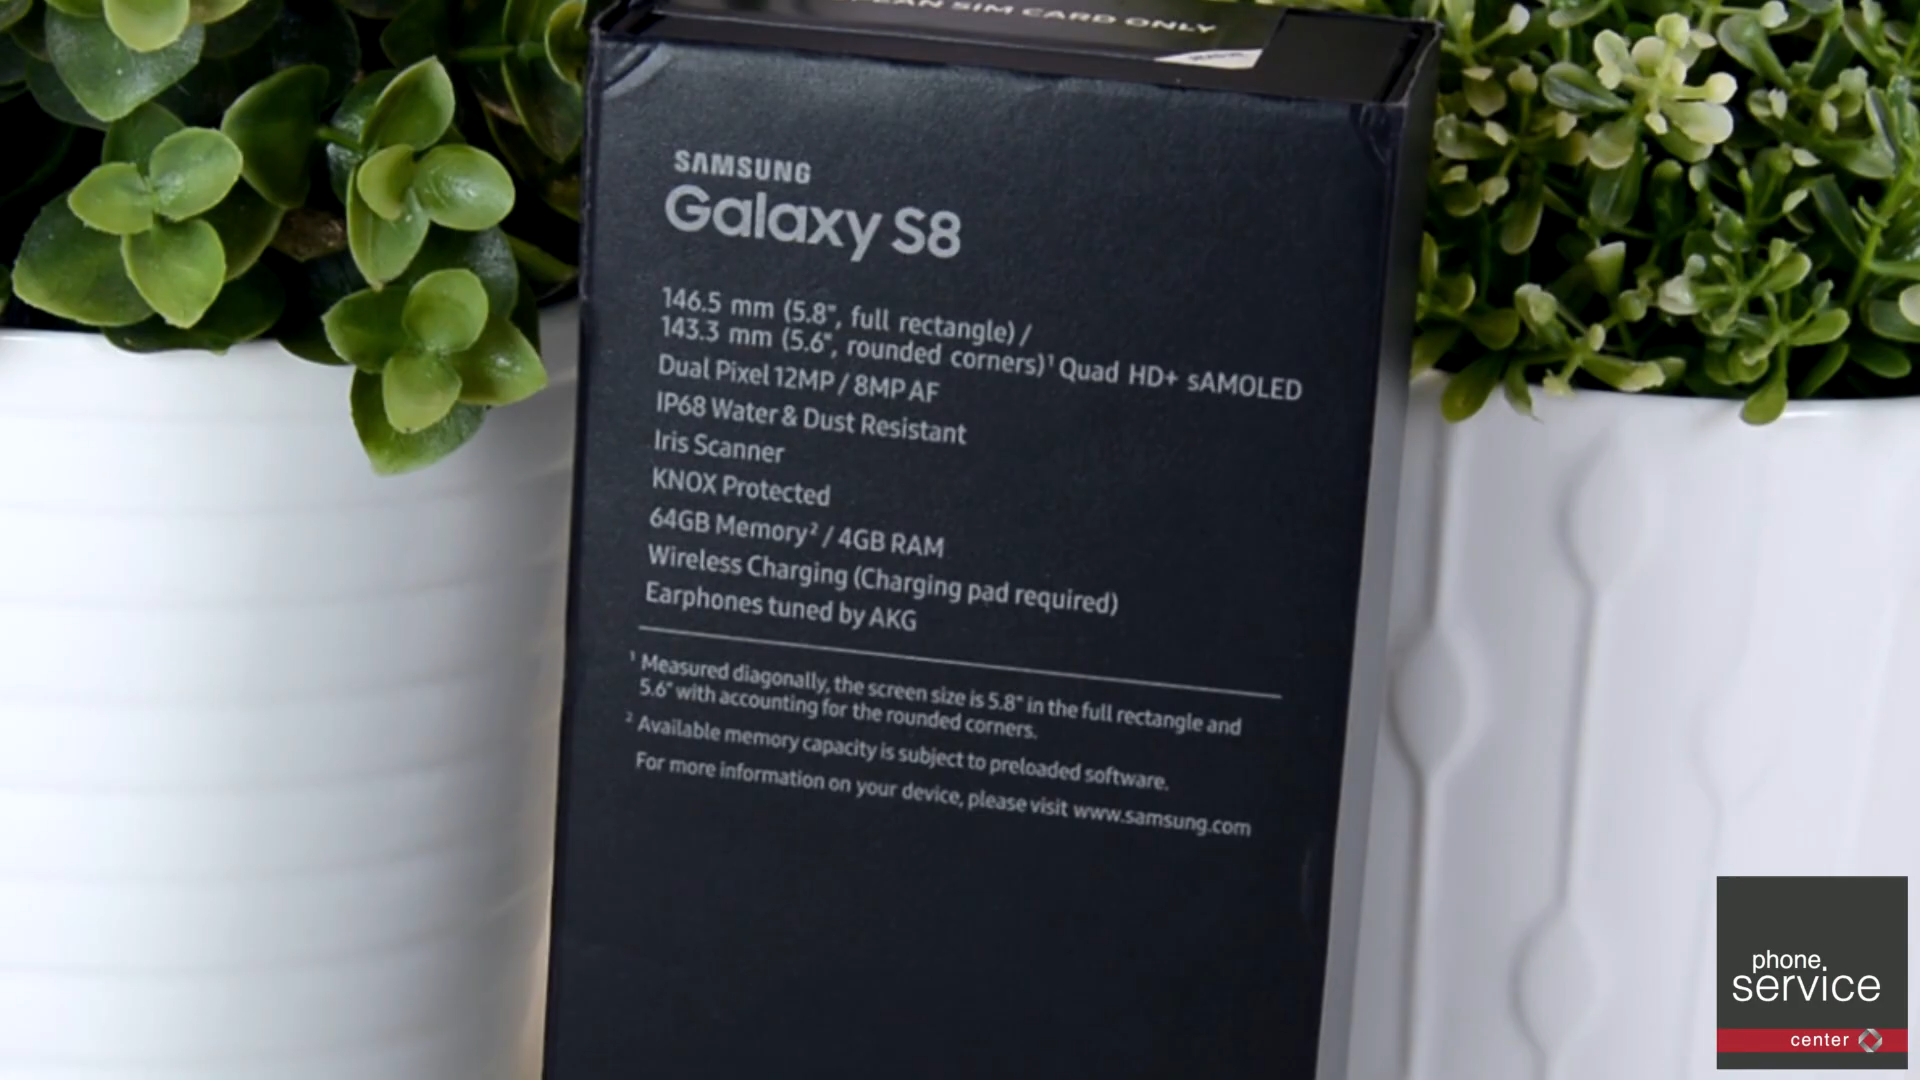 SIM CARD ONLY
SAMSUNG
Galaxy S8
146.5 mm (5.8", full rectangle) /
143.3 mm (5.6", rounded corners)¹ Quad HD+ sAMOLED
Dual Pixel 12MP / 8MP AF
IP68 Water & Dust Resistant
Iris Scanner
KNOX Protected
64GB Memory² / 4GB RAM
Wireless Charging (Charging pad required)
Earphones tuned by AKG
¹ Measured diagonally, the screen size is 5.8" in the full rectangle and
5.6" with accounting for the rounded corners.
² Available memory capacity is subject to preloaded software.
For more information on your device, please visit www.samsung.com
phone
service
center